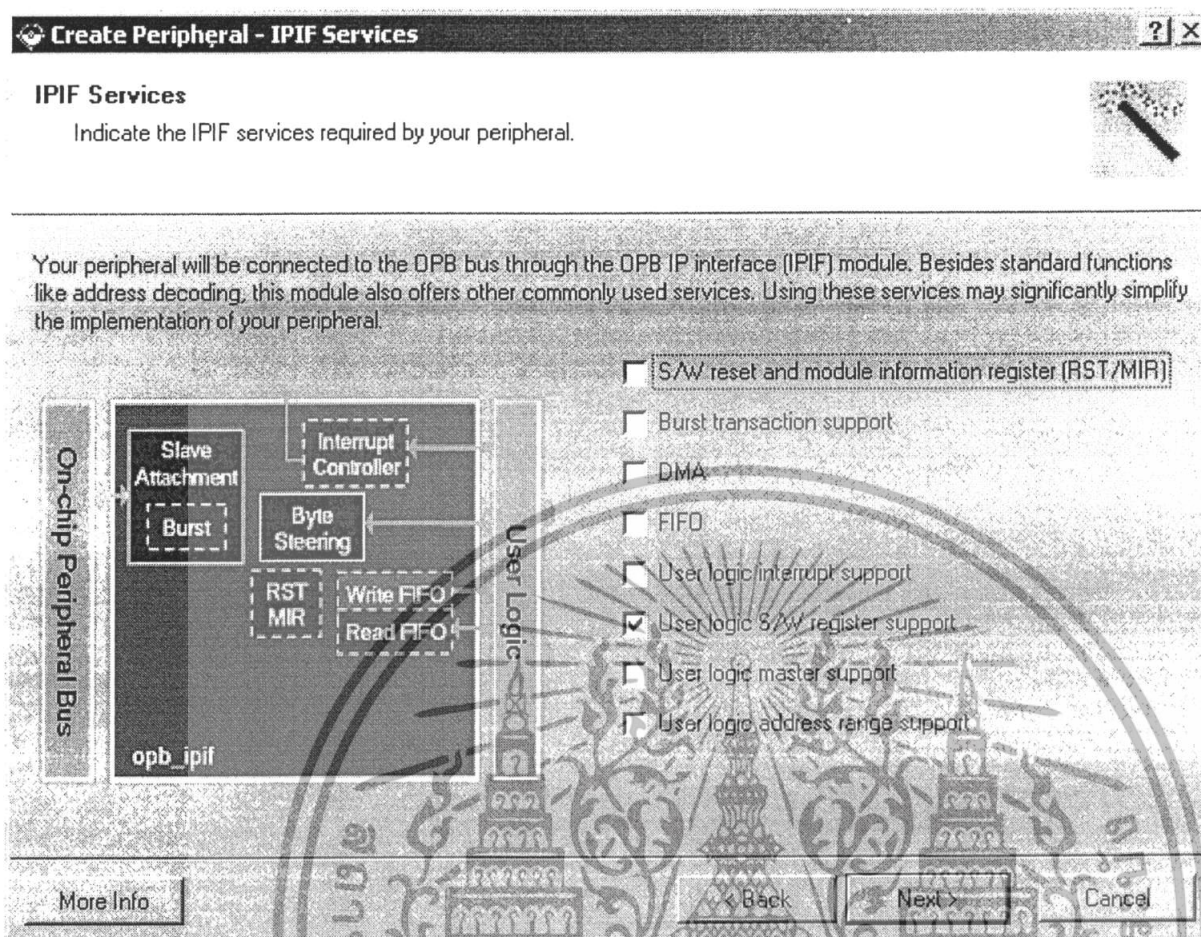 Create Peripheral - IPIF Services
? ×
IPIF Services
Indicate the IPIF services required by your peripheral.
Your peripheral will be connected to the OPB bus through the OPB IP interface (IPIF) module. Besides standard functions
like address decoding, this module also offers other commonly used services. Using these services may significantly simplify
the implementation of your peripheral.
On-chip Peripheral Bus
Slave
Attachment
Burst
Interrupt
Controller
Byte
Steering
RST
MIR
Write FIFO
Read FIFO
opb_ipif
User Logic
S/W reset and module information register (RST/MIR)
Burst transaction support
DMA
FIFO
User logic interrupt support
User logic S/W register support
User logic master support
User logic address range support
More Info
< Back
Next >
Cancel